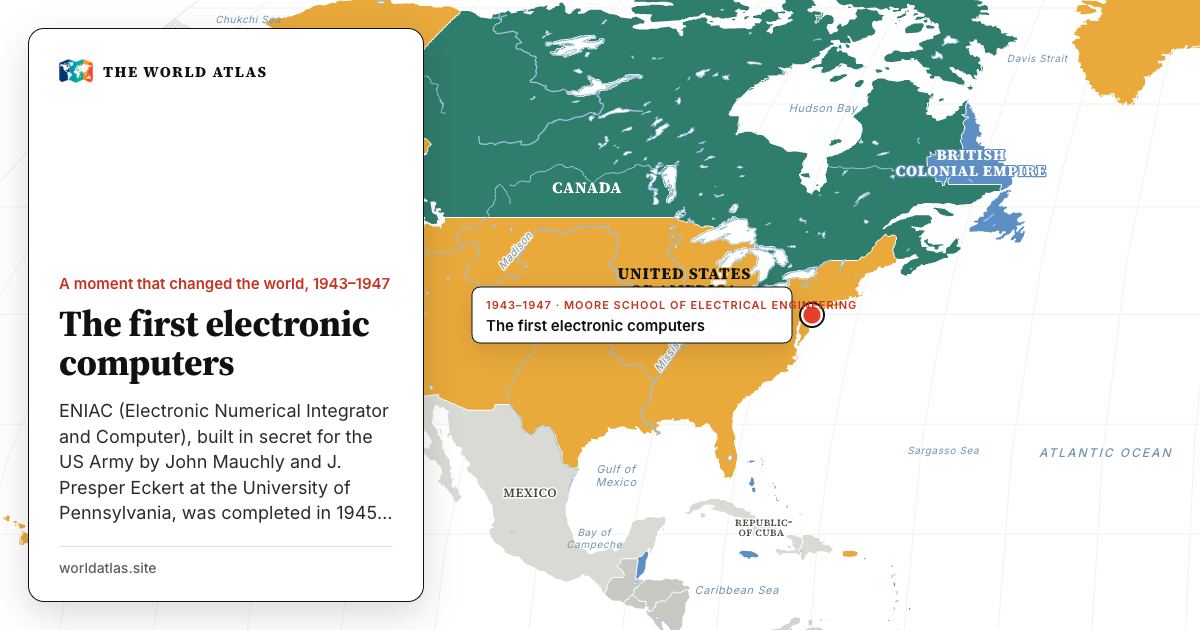 Chukchi Sea
THE WORLD ATLAS
A moment that changed the world, 1943–1947
The first electronic
computers
ENIAC (Electronic Numerical Integrator
and Computer), built in secret for the
US Army by John Mauchly and J.
Presper Eckert at the University of
Pennsylvania, was completed in 1945…
worldatlas.site
Davis Strait
Hudson Bay
BRITISH
COLONIAL EMPIRE
CANADA
Madison
UNITED STATES
1943–1947 · MOORE SCHOOL OF ELECTRICAL ENGINEERING
The first electronic computers
Gulf of
Mexico
Sargasso Sea
ATLANTIC OCEAN
MEXICO
REPUBLIC
OF CUBA
Bay of
Campeche
Caribbean Sea